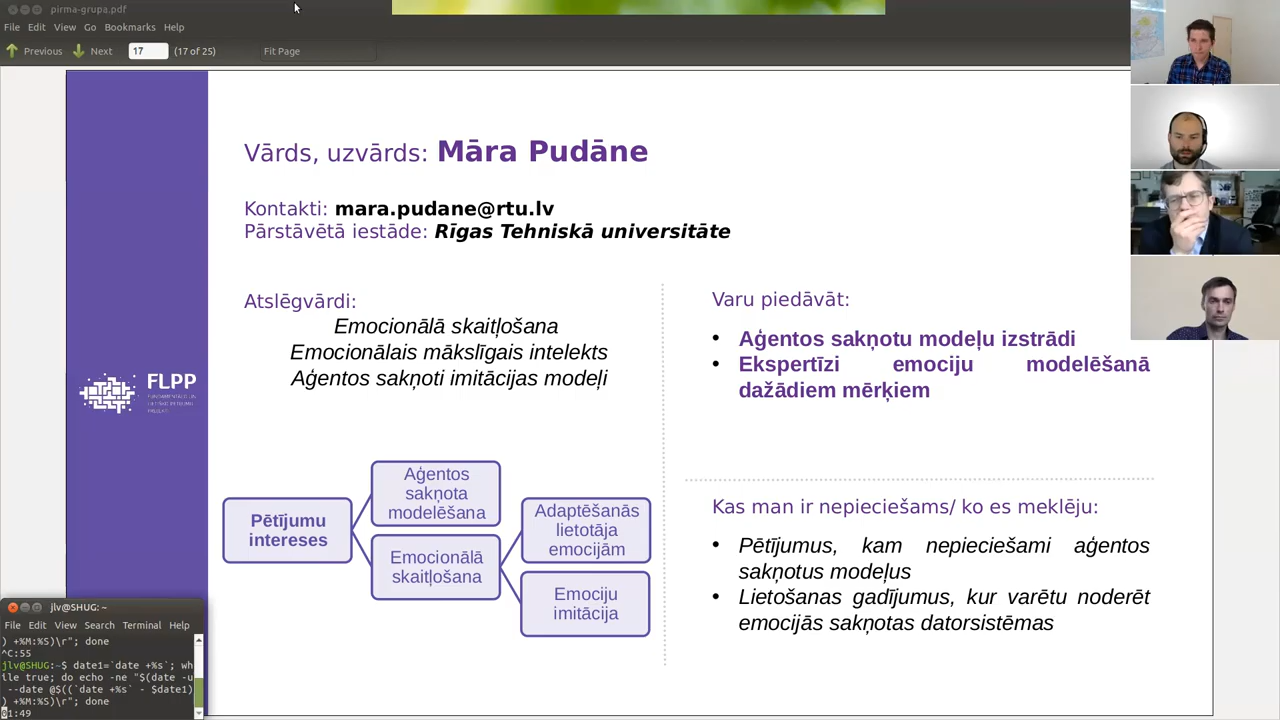 pirma-grupa.pdf
File Edit View Go Bookmarks Help
Previous Next 17 (17 of 25) Fit Page
Vārds, uzvārds: Māra Pudāne
Kontakti: mara.pudane@rtu.lv
Pārstāvētā iestāde: Rīgas Tehniskā universitāte
Atslēgvārdi:
Emocionālā skaitļošana
Emocionālais mākslīgais intelekts
Aģentos sakņoti imitācijas modeļi
Varu piedāvāt:
• Aģentos sakņotu modeļu izstrādi
• Ekspertīzi emociju modelēšanā
dažādiem mērķiem
FLPP
Pētījumu
intereses
Aģentos
sakņota
modelēšana
Emocionālā
skaitļošana
Adaptēšanās
lietotāja
emocijām
Emociju
imitācija
Kas man ir nepieciešams/ ko es meklēju:
• Pētījumus, kam nepieciešami aģentos
sakņotus modeļus
• Lietošanas gadījumus, kur varētu noderēt
emocijās sakņotas datorsistēmas
jlv@SHUG: ~
File Edit View Search Terminal Help
) +%M:%S)\r"; done
^C:55
jlv@SHUG:~$ date1=`date +%s`; wh
ile true; do echo -ne "$(date -u
--date @$((`date +%s` - $date1)
) +%M:%S)\r"; done
01:49